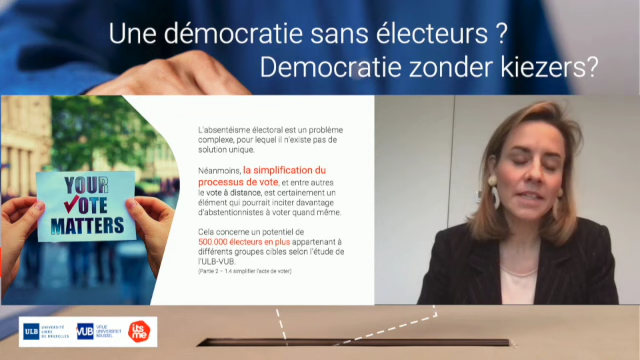 Une démocratie sans électeurs ?
Democratie zonder kiezers?
YOUR
VOTE
MATTERS
L'absentéisme électoral est un problème
complexe, pour lequel il n'existe pas de
solution unique.
Néanmoins, la simplification du
processus de vote, et entre autres
le vote à distance, est certainement un
élément qui pourrait inciter davantage
d'abstentionnistes à voter quand même.
Cela concerne un potentiel de
500.000 électeurs en plus appartenant à
différents groupes cibles selon l'étude de
l'ULB-VUB.
(Partie 2 – 1.4 simplifier l'acte de voter)
ULB
UNIVERSITÉ
LIBRE
DE BRUXELLES
VUB
VRIJE
UNIVERSITEIT
BRUSSEL
itsme